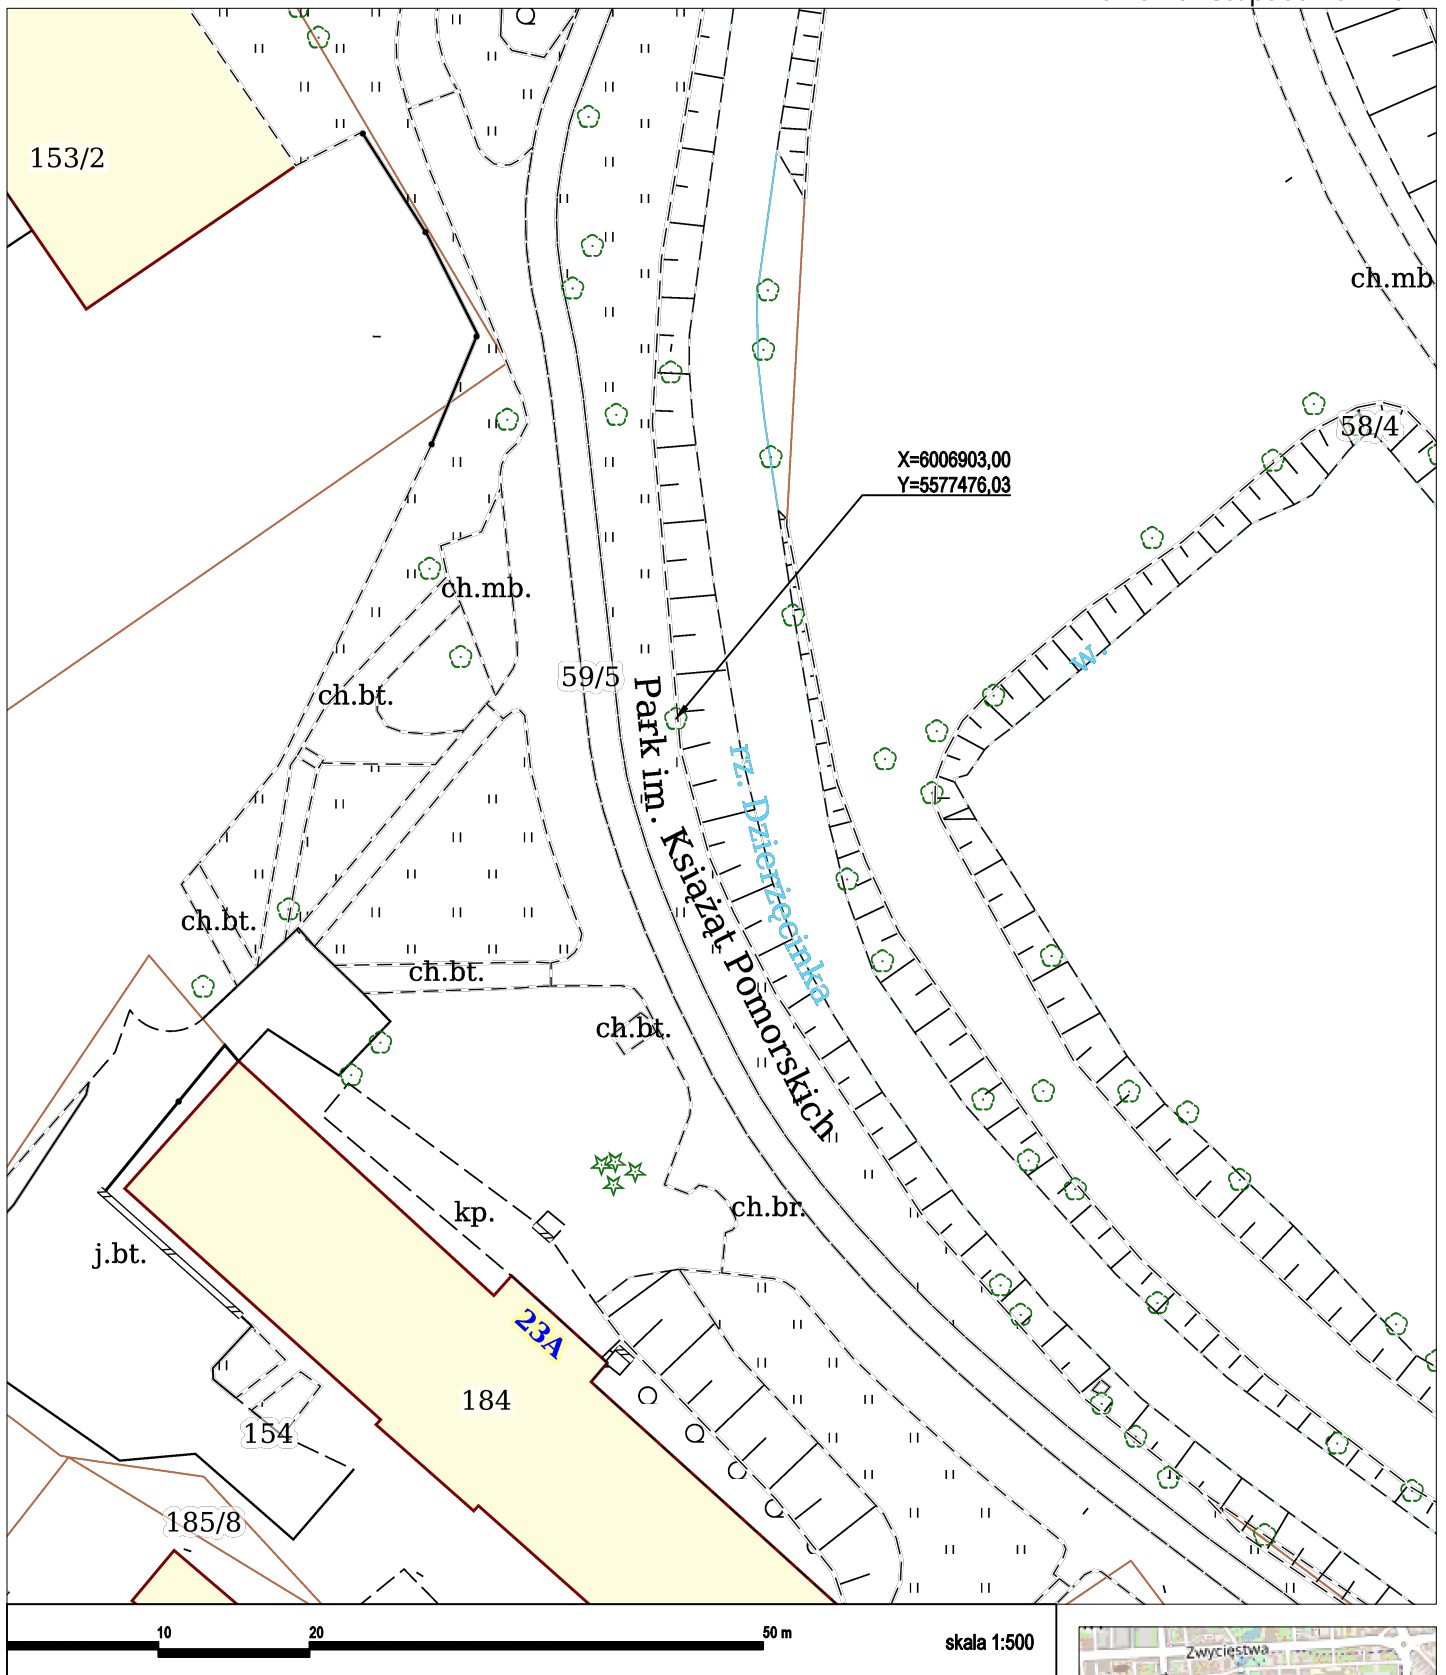 153/2
ch.mb
58/4
X=6006903,00
Y=5577476,03
ch.mb.
w.
59/5
ch.bt.
Park im. Książąt Pomorskich
rz. Dzierżęcinka
ch.bt.
ch.bt.
ch.bt.
kp.
ch.br.
j.bt.
23A
184
154
185/8
10
20
50 m
skala 1:500
Zwycięstwa